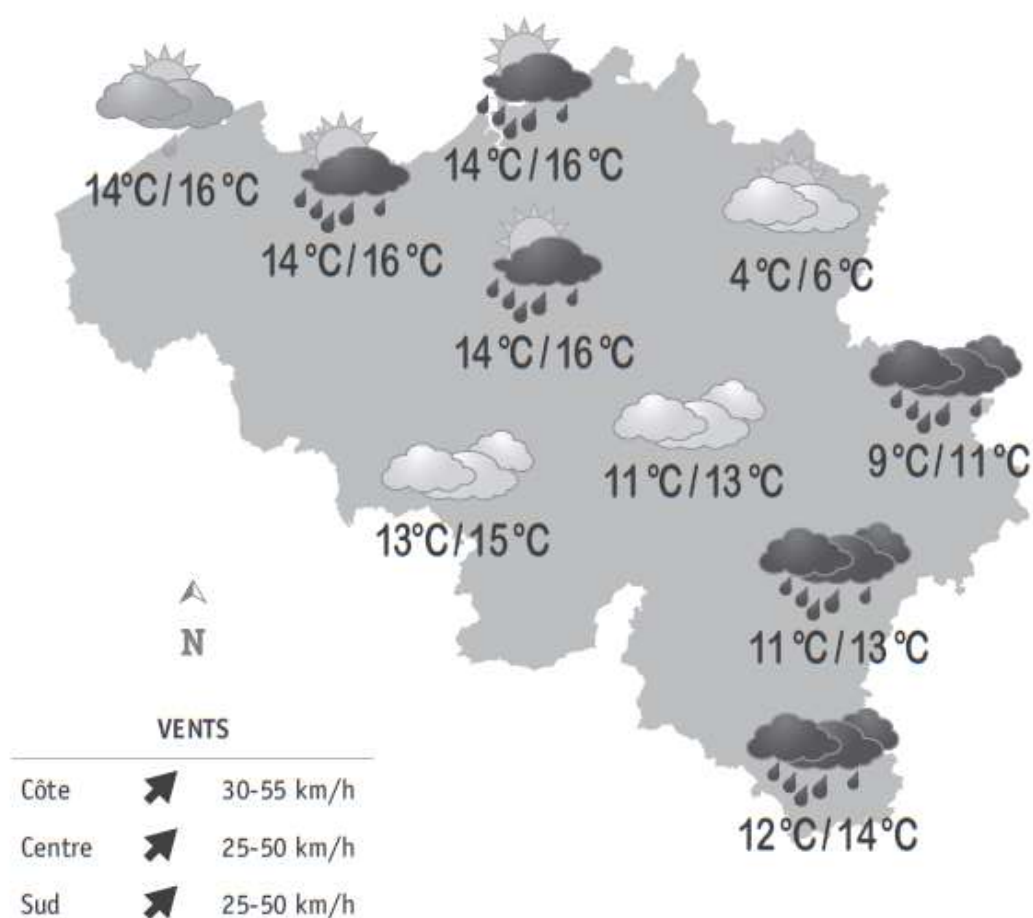 14°C/16°C
14°C/16°C
14°C/16°C
4°C/6°C
14°C/16°C
9°C/11°C
11°C/13°C
13°C/15°C
11°C/13°C
12°C/14°C
N
VENTS
Côte 30-55 km/h
Centre 25-50 km/h
Sud 25-50 km/h